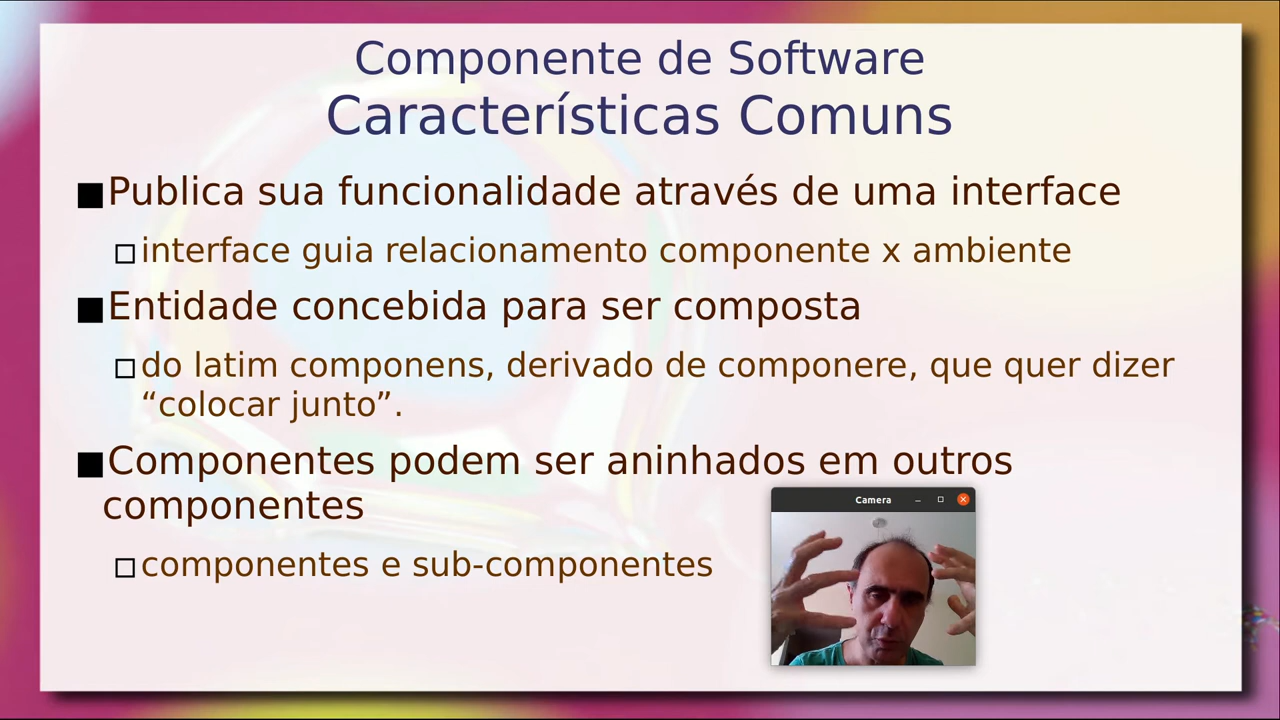 Componente de Software
Características Comuns
Publica sua funcionalidade através de uma interface
interface guia relacionamento componente x ambiente
Entidade concebida para ser composta
do latim componens, derivado de componere, que quer dizer
“colocar junto”.
Componentes podem ser aninhados em outros
componentes
Camera
componentes e sub-componentes